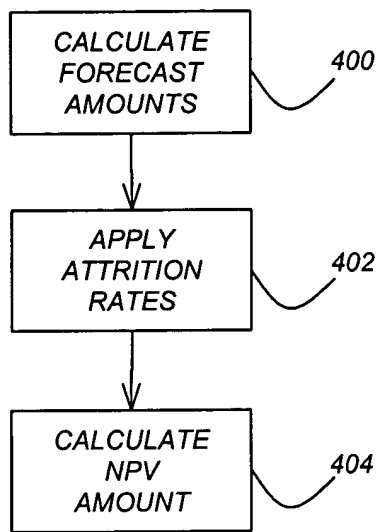 CALCULATE
FORECAST
AMOUNTS
400
APPLY
ATTRITION
RATES
402
CALCULATE
NPV
AMOUNT
404